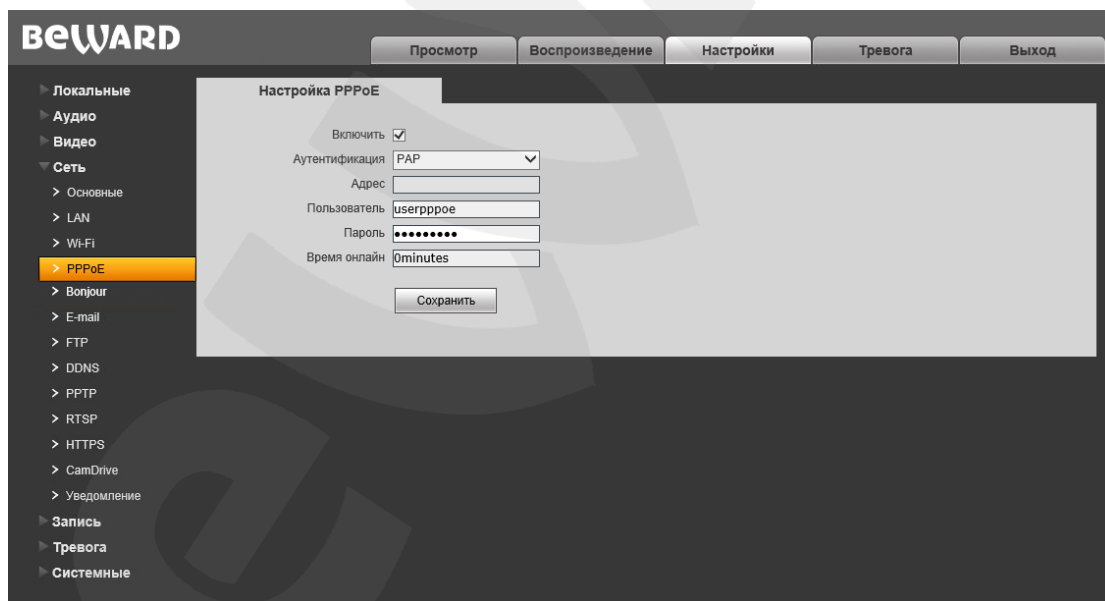 BEWARD
Просмотр
Воспроизведение
Настройки
Тревога
Выход
Локальные
Аудио
Видео
Сеть
Основные
LAN
Wi-Fi
PPPoE
Bonjour
E-mail
FTP
DDNS
PPTP
RTSP
HTTPS
CamDrive
Уведомление
Запись
Тревога
Системные
Настройка PPPoE
Включить
Аутентификация PAP
Адрес
Пользователь userpppoe
Пароль •••••••••
Время онлайн 0minutes
Сохранить